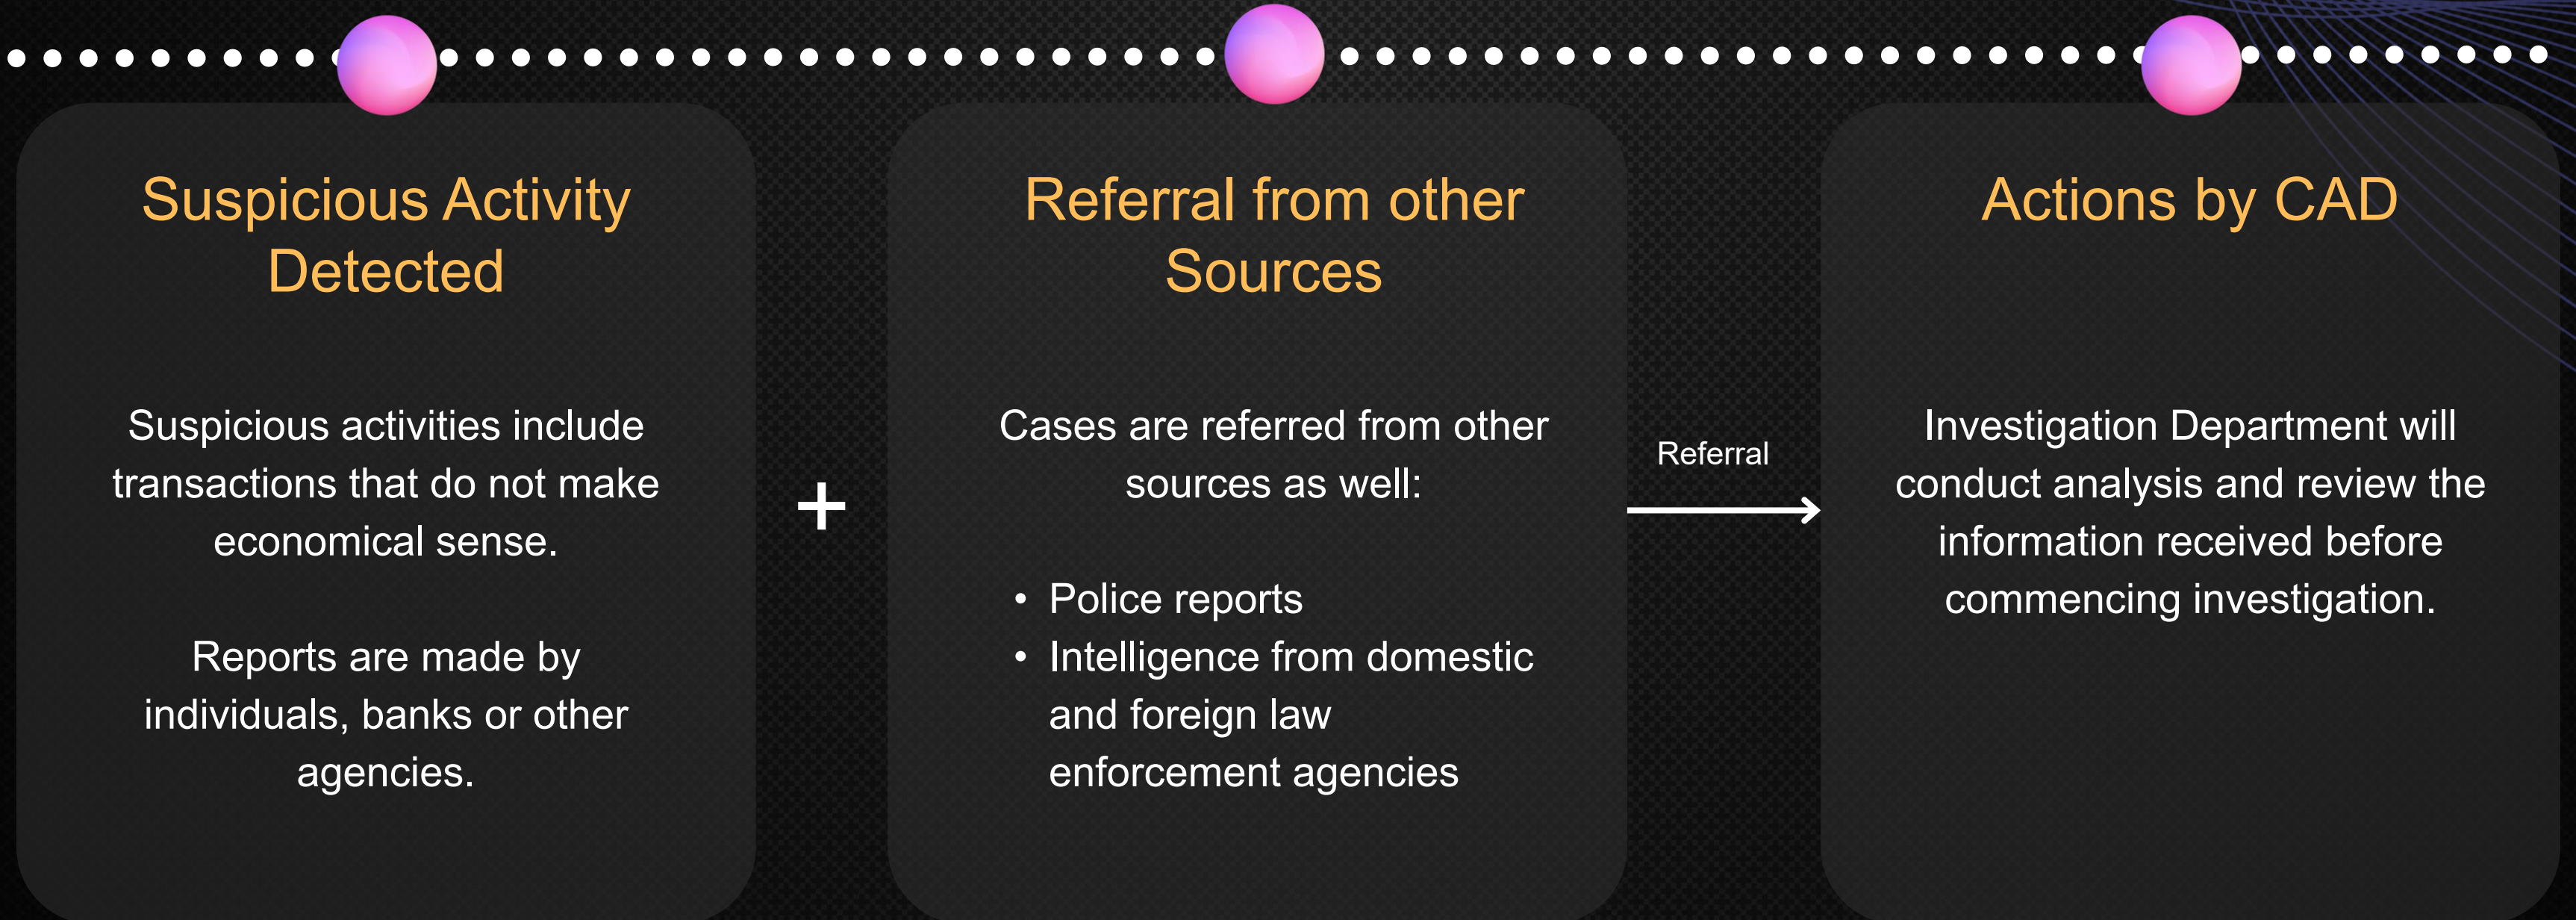 Suspicious Activity
Detected
Suspicious activities include
transactions that do not make
economical sense.
Reports are made by
individuals, banks or other
agencies.
+
Referral from other
Sources
Cases are referred from other
sources as well:
• Police reports
• Intelligence from domestic
and foreign law
enforcement agencies
Referral
Actions by CAD
Investigation Department will
conduct analysis and review the
information received before
commencing investigation.